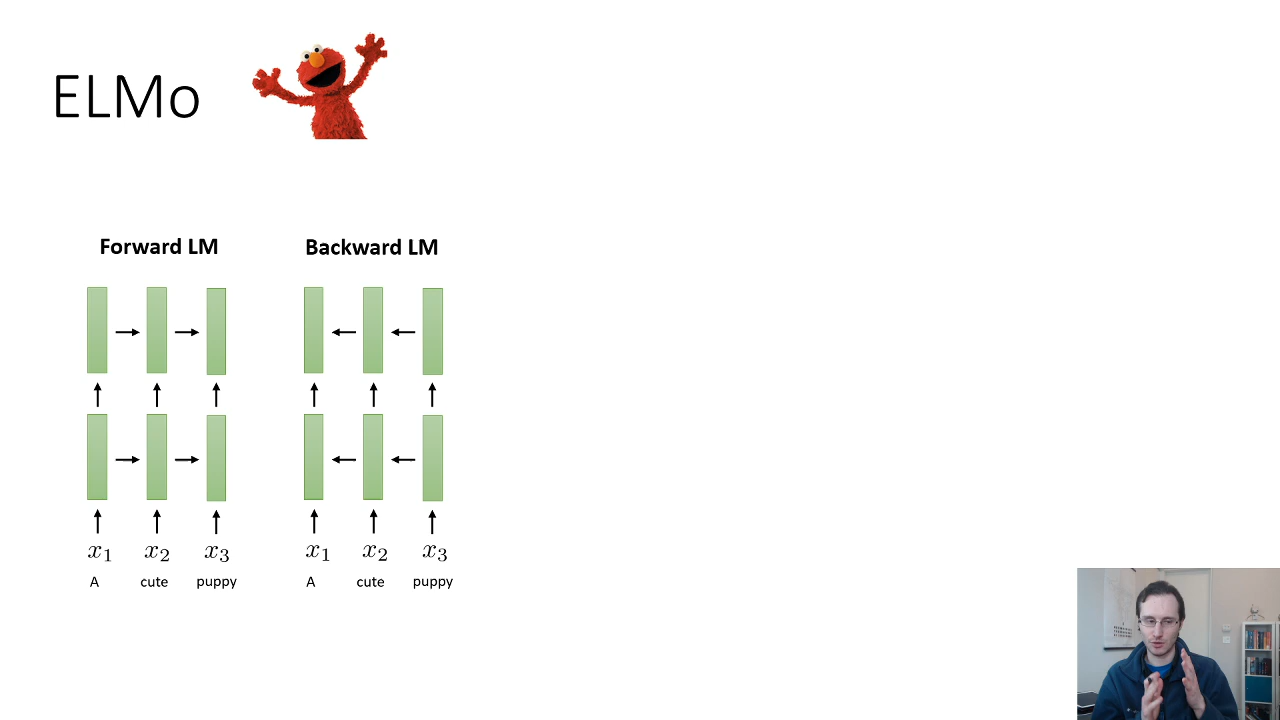 ELMo
Forward LM
Backward LM
x1 x2 x3
A cute puppy
x1 x2 x3
A cute puppy